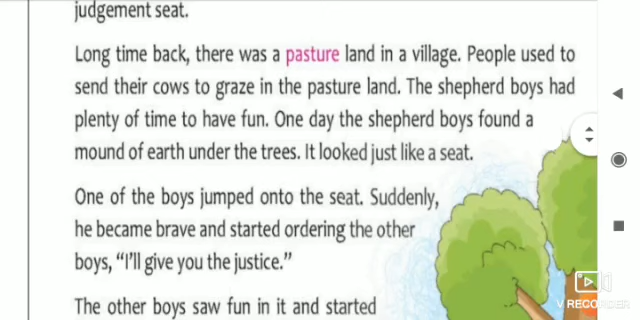 judgement seat.
Long time back, there was a pasture land in a village. People used to
send their cows to graze in the pasture land. The shepherd boys had
plenty of time to have fun. One day the shepherd boys found a
mound of earth under the trees. It looked just like a seat.
One of the boys jumped onto the seat. Suddenly,
he became brave and started ordering the other
boys, “I’ll give you the justice.”
The other boys saw fun in it and started
V RECORDER